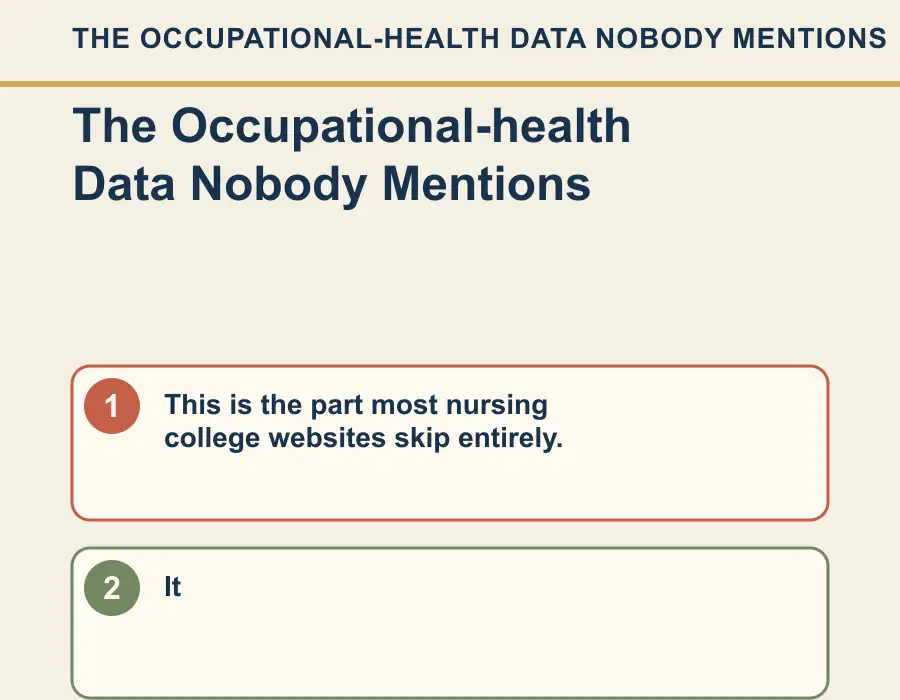 THE OCCUPATIONAL-HEALTH DATA NOBODY MENTIONS
The Occupational-health
Data Nobody Mentions
1
This is the part most nursing
college websites skip entirely.
2
It